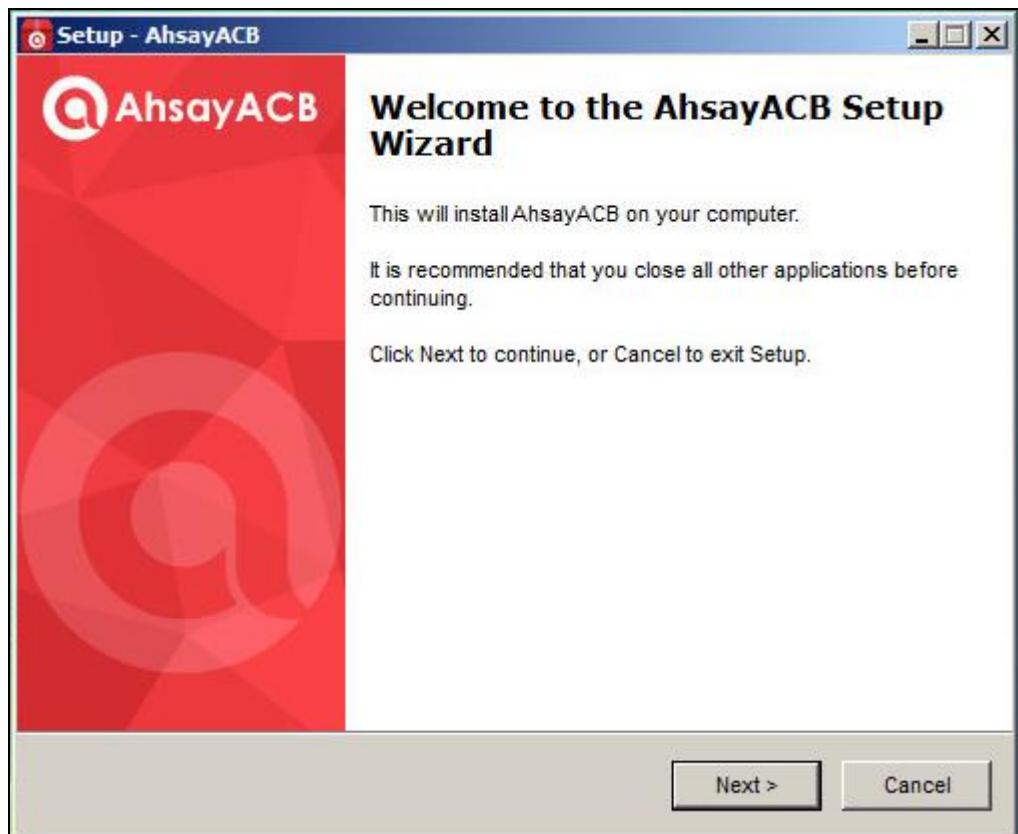 Setup - AhsayACB
AhsayACB
Welcome to the AhsayACB Setup
Wizard
This will install AhsayACB on your computer.
It is recommended that you close all other applications before
continuing.
Click Next to continue, or Cancel to exit Setup.
Next >
Cancel